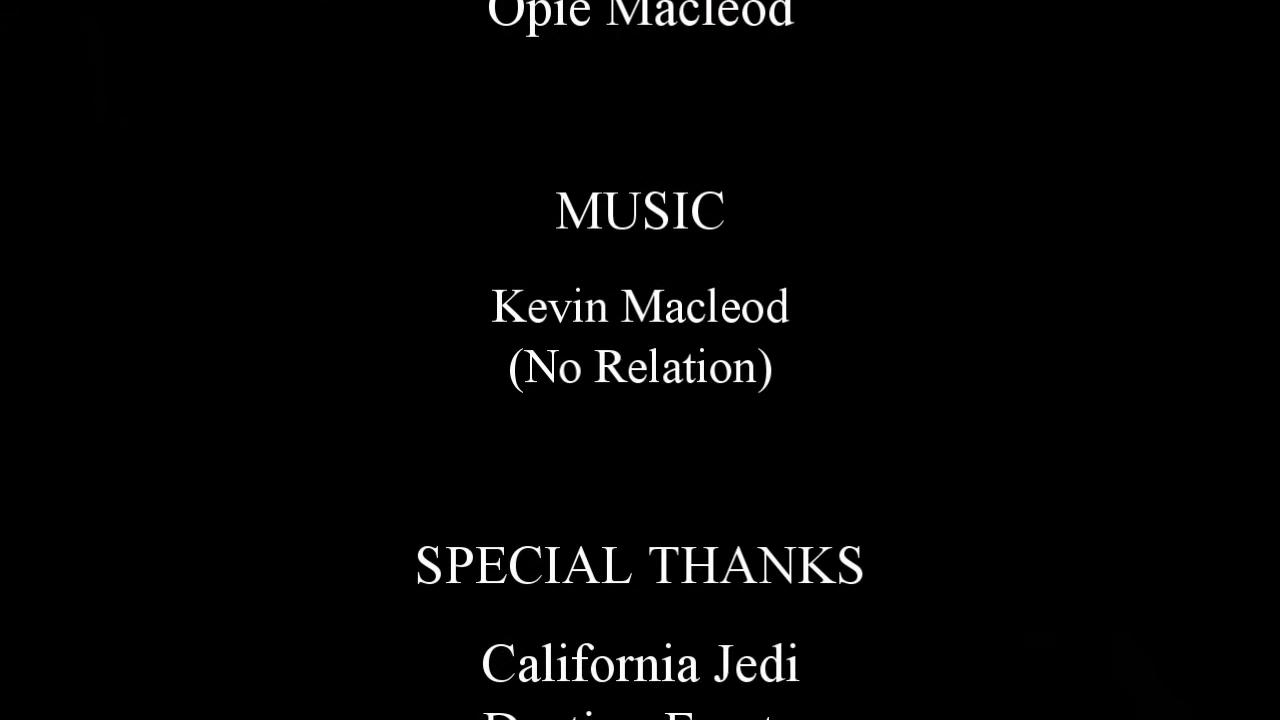 Opie Macleod
MUSIC
Kevin Macleod
(No Relation)
SPECIAL THANKS
California Jedi